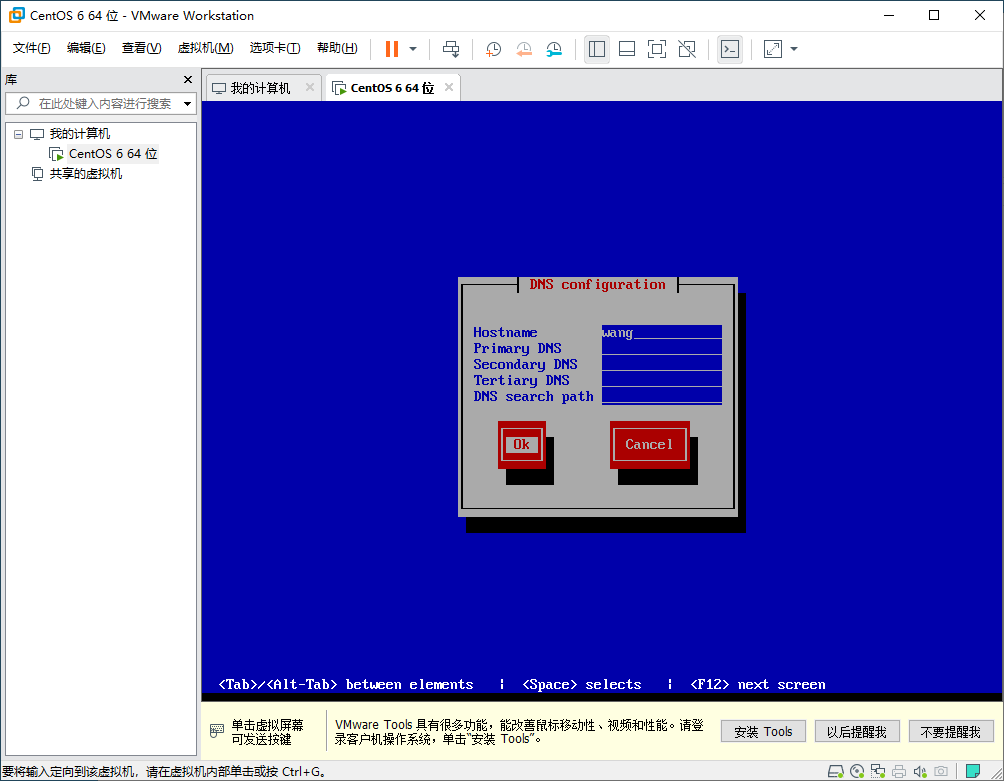 CentOS 6 64 位 - VMware Workstation
文件(F) 编辑(E) 查看(V) 虚拟机(M) 选项卡(T) 帮助(H)
库
在此处键入内容进行搜索
我的计算机
CentOS 6 64 位
共享的虚拟机
我的计算机
CentOS 6 64 位
DNS configuration
Hostname wang
Primary DNS
Secondary DNS
Tertiary DNS
DNS search path
Ok Cancel
<Tab>/<Alt-Tab> between elements | <Space> selects | <F12> next screen
单击虚拟屏幕
可发送按键
VMware Tools 具有很多功能，能改善鼠标移动性、视频和性能。请登
录客户机操作系统，单击“安装 Tools”。
安装 Tools 以后提醒我 不要提醒我
要将输入定向到该虚拟机，请在虚拟机内部单击或按 Ctrl+G。